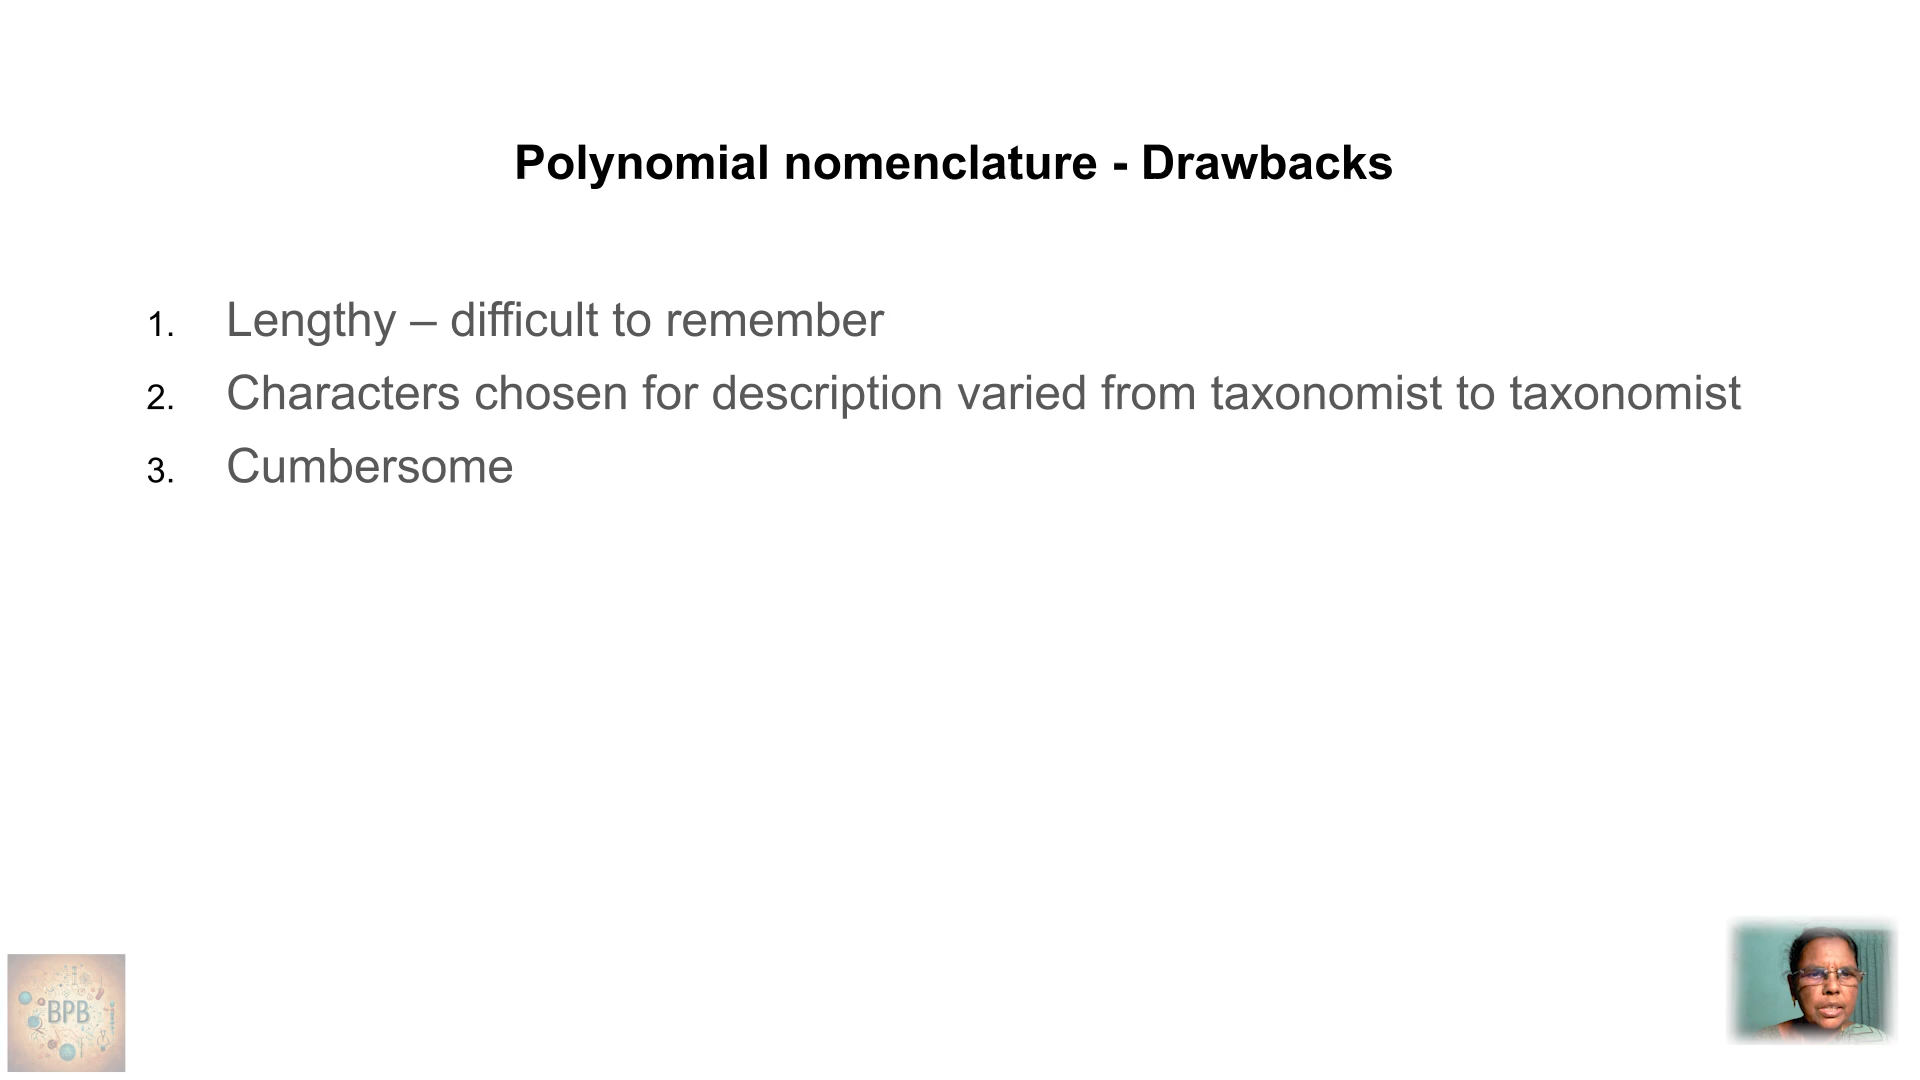 Polynomial nomenclature - Drawbacks
1. Lengthy – difficult to remember
2. Characters chosen for description varied from taxonomist to taxonomist
3. Cumbersome
BPB